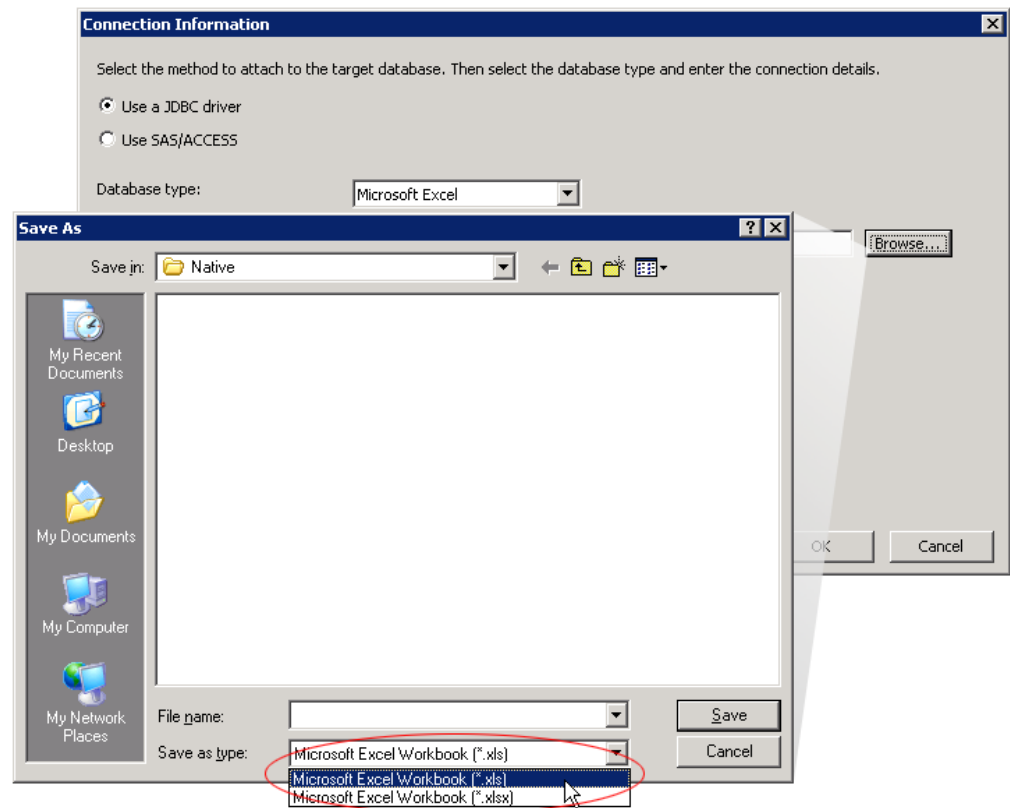 Connection Information
Select the method to attach to the target database. Then select the database type and enter the connection details.
Use a JDBC driver
Use SAS/ACCESS
Database type:
Microsoft Excel
Browse...
OK
Cancel
Save As
Save in:
Native
My Recent
Documents
Desktop
My Documents
My Computer
My Network
Places
File name:
Save
Save as type:
Microsoft Excel Workbook (*.xls)
Cancel
Microsoft Excel Workbook (*.xls)
Microsoft Excel Workbook (*.xlsx)